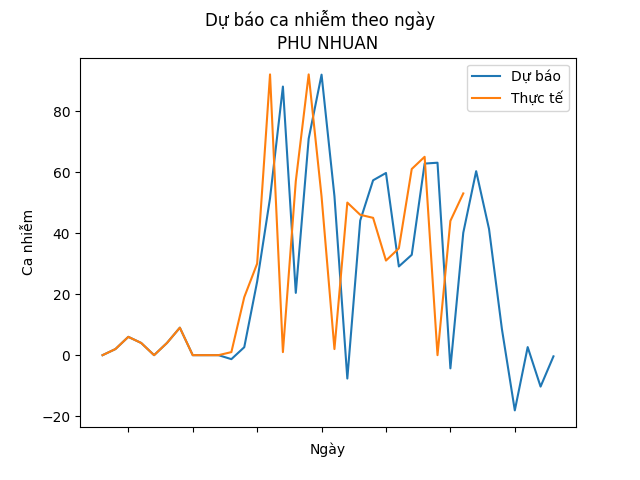 Dự báo ca nhiễm theo ngày
PHU NHUAN
Dự báo
Thực tế
80
60
40
20
0
−20
Ca nhiễm
Ngày